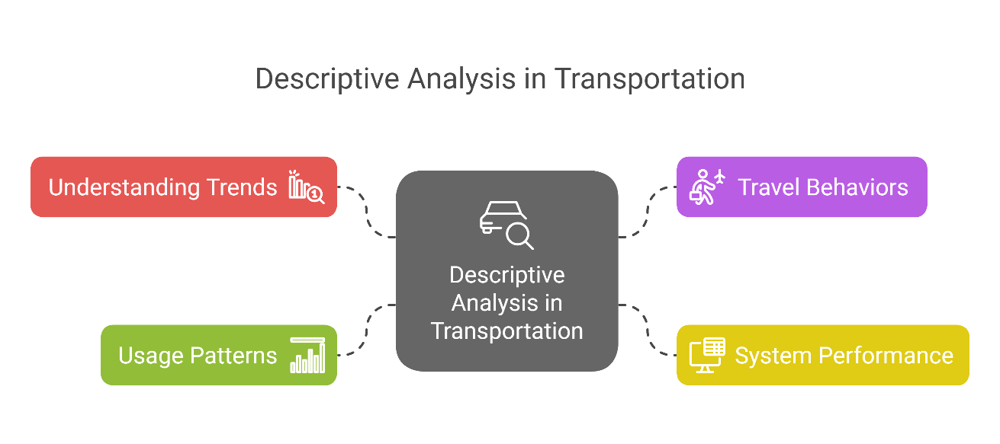 Descriptive Analysis in Transportation
Understanding Trends
Travel Behaviors
Descriptive
Analysis in
Transportation
Usage Patterns
System Performance